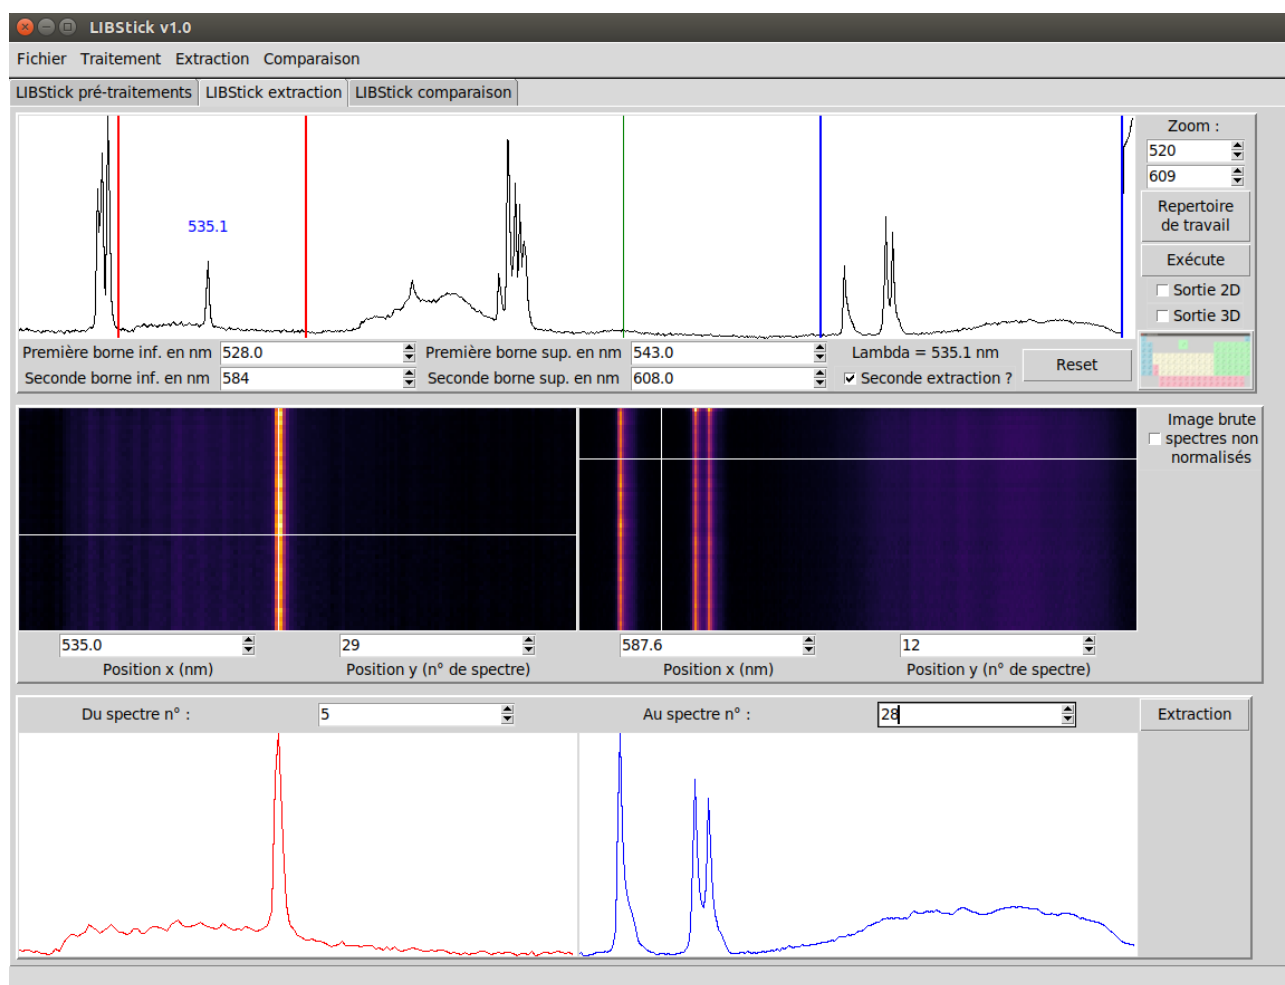 LIBStick v1.0
Fichier Traitement Extraction Comparaison
LIBStick pré-traitements LIBStick extraction LIBStick comparaison
Zoom :
520
609
Repertoire
de travail
Exécute
Sortie 2D
Sortie 3D
535.1
Première borne inf. en nm 528.0 Première borne sup. en nm 543.0 Lambda = 535.1 nm
Seconde borne inf. en nm 584 Seconde borne sup. en nm 608.0 Seconde extraction ?
Reset
Image brute
spectres non
normalisés
535.0 29 587.6 12
Position x (nm) Position y (n° de spectre) Position x (nm) Position y (n° de spectre)
Du spectre n° : 5 Au spectre n° : 28 Extraction